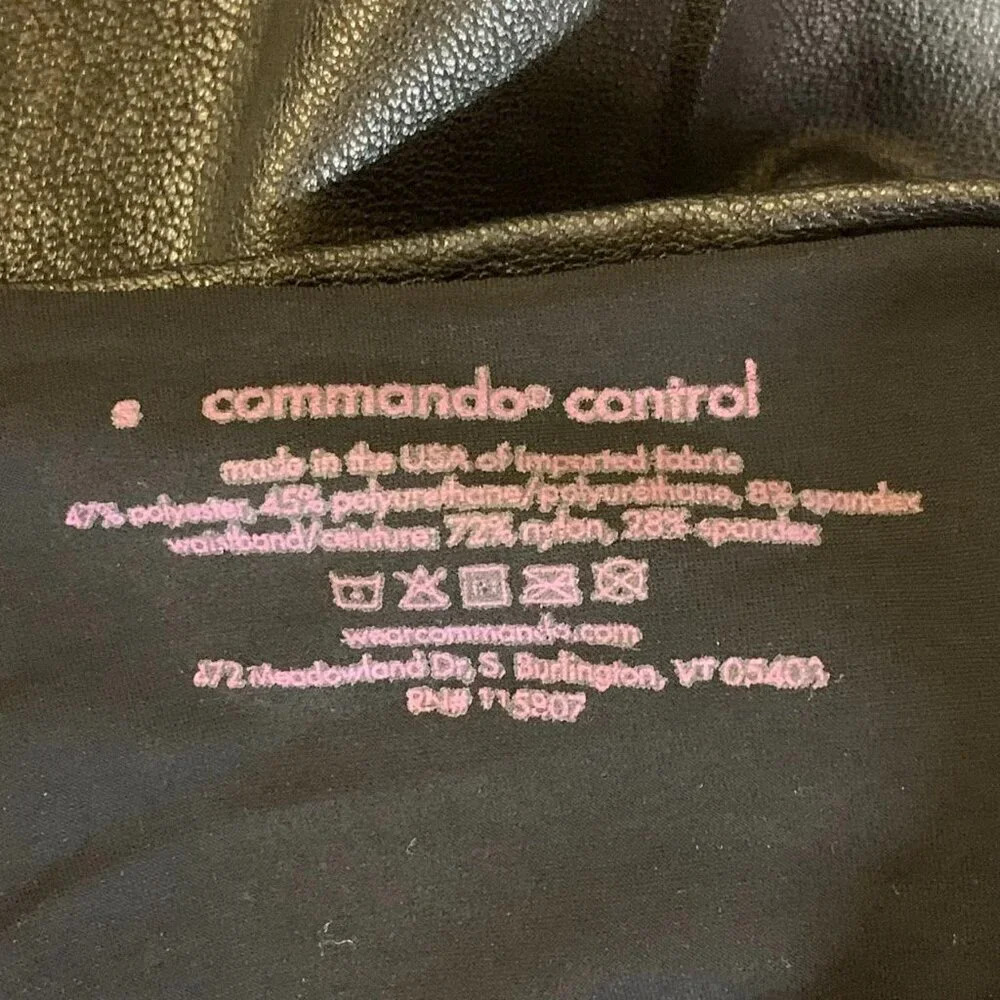 s commando® control
made in the USA of imported fabric
47% polyester, 45% polyurethane/polyuréthane, 8% spandex
waistband/ceinture: 72% nylon, 28% spandex
wearcommando.com
Meadowland Dr, S. Burlington, VT 05403
RN# 115907